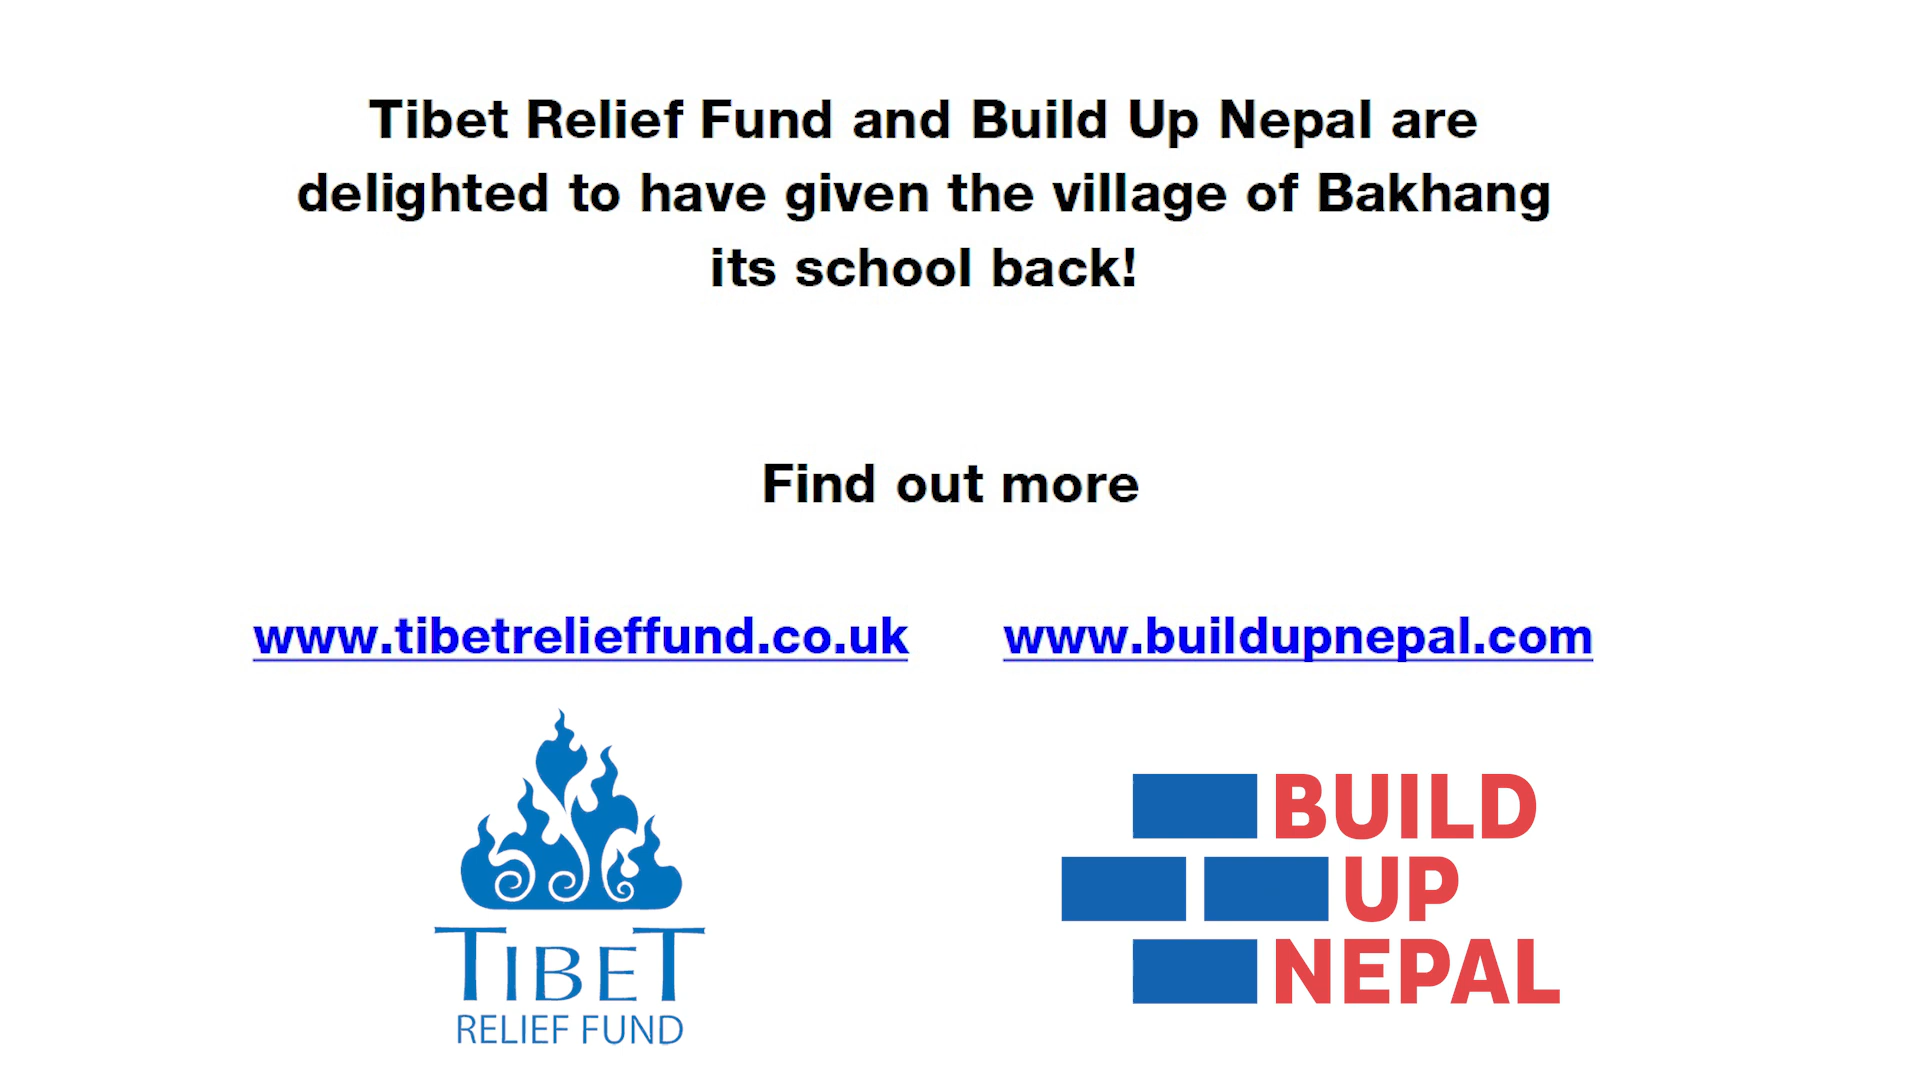 Tibet Relief Fund and Build Up Nepal are
delighted to have given the village of Bakhang
its school back!
Find out more
www.tibetrelieffund.co.uk
www.buildupnepal.com
TIBET
RELIEF FUND
BUILD
UP
NEPAL